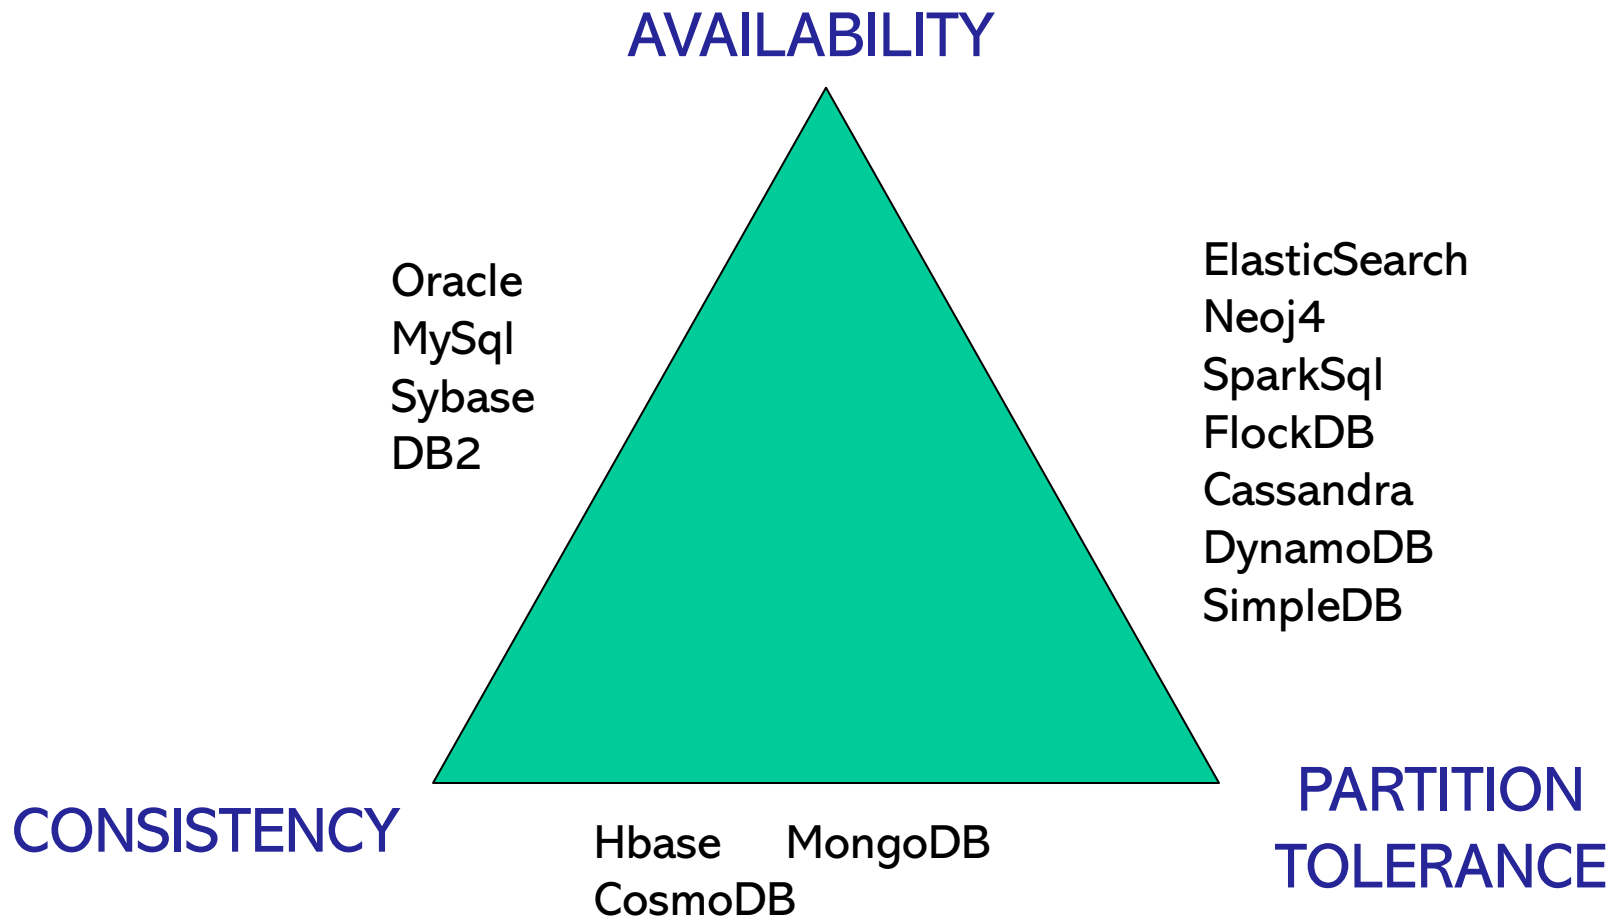 AVAILABILITY
Oracle
MySql
Sybase
DB2
ElasticSearch
Neoj4
SparkSql
FlockDB
Cassandra
DynamoDB
SimpleDB
CONSISTENCY
Hbase MongoDB
CosmoDB
PARTITION
TOLERANCE